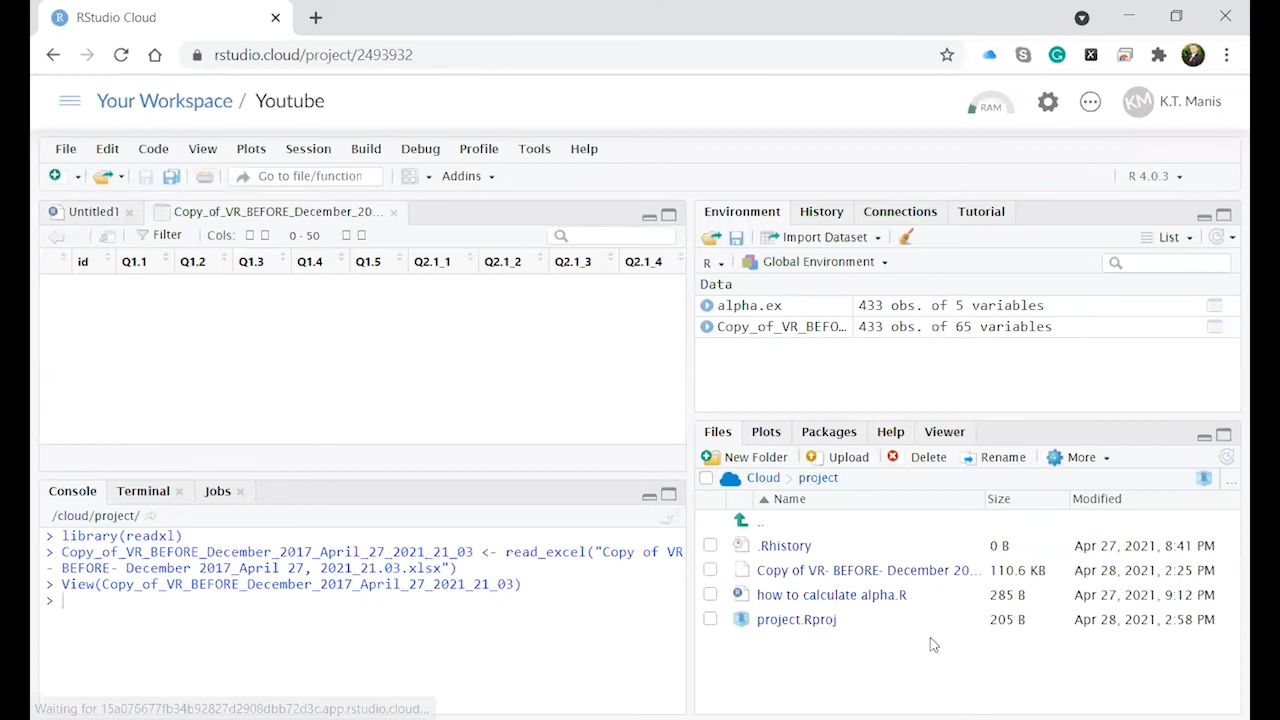 RStudio Cloud
rstudio.cloud/project/2493932
Your Workspace / Youtube
RAM
KM
K.T. Manis
File Edit Code View Plots Session Build Debug Profile Tools Help
Go to file/function
Addins
R 4.0.3
Untitled1
Copy_of_VR_BEFORE_December_20...
Filter
Cols:
0 - 50
id Q1.1 Q1.2 Q1.3 Q1.4 Q1.5 Q2.1_1 Q2.1_2 Q2.1_3 Q2.1_4
Console Terminal Jobs
/cloud/project/
> library(readxl)
> Copy_of_VR_BEFORE_December_2017_April_27_2021_21_03 <- read_excel("Copy of VR
- BEFORE- December 2017_April 27, 2021_21.03.xlsx")
> View(Copy_of_VR_BEFORE_December_2017_April_27_2021_21_03)
>
Waiting for 15a076677fb34b92827d2908dbb72d3c.app.rstudio.cloud...
Environment History Connections Tutorial
Import Dataset
List
R
Global Environment
Data
alpha.ex 433 obs. of 5 variables
Copy_of_VR_BEFO... 433 obs. of 65 variables
Files Plots Packages Help Viewer
New Folder Upload Delete Rename More
Cloud project
...
Name Size Modified
..
.Rhistory 0 B Apr 27, 2021, 8:41 PM
Copy of VR- BEFORE- December 20... 110.6 KB Apr 28, 2021, 2:25 PM
how to calculate alpha.R 285 B Apr 27, 2021, 9:12 PM
project.Rproj 205 B Apr 28, 2021, 2:58 PM